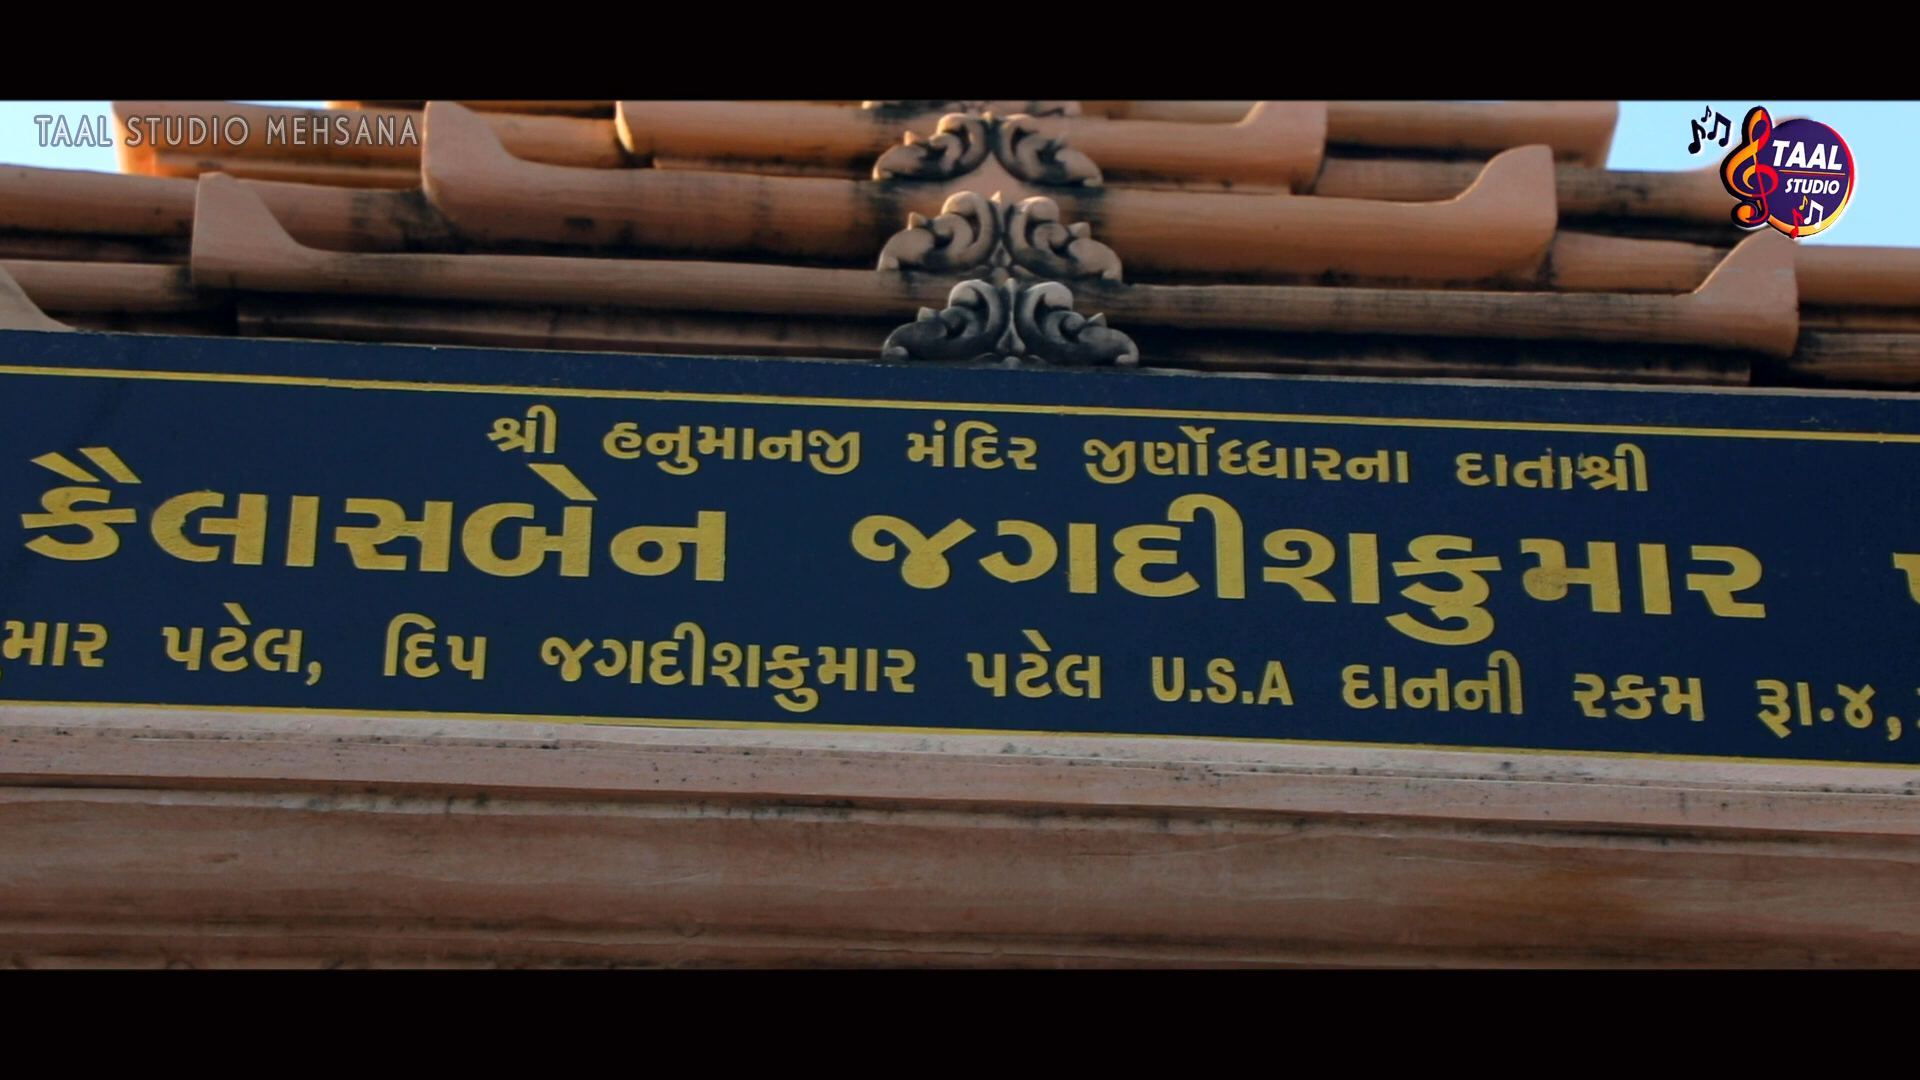 TAAL STUDIO MEHSANA
TAAL
STUDIO
શ્રી હનુમાનજી મંદિર જીર્ણોધ્ધારના દાતાશ્રી
કૈલાસબેન જગદીશકુમાર
પટેલ, દિપ જગદીશકુમાર પટેલ U.S.A દાનની રકમ રૂા.૪,